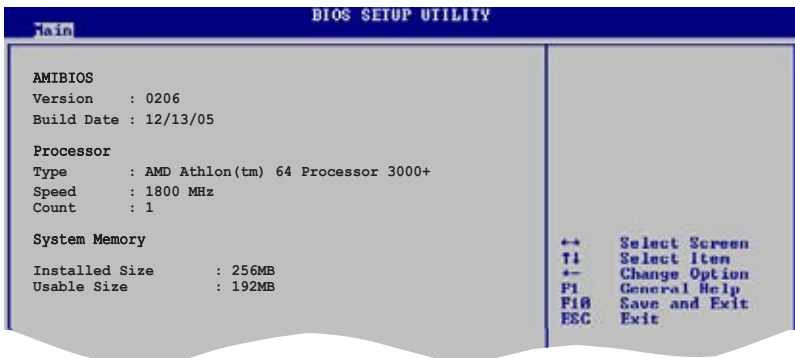 BIOS SETUP UTILITY
Main
AMIBIOS
Version : 0206
Build Date : 12/13/05
Processor
Type : AMD Athlon(tm) 64 Processor 3000+
Speed : 1800 MHz
Count : 1
System Memory
Installed Size : 256MB
Usable Size : 192MB
←→ Select Screen
↑↓ Select Item
+- Change Option
F1 General Help
F10 Save and Exit
ESC Exit